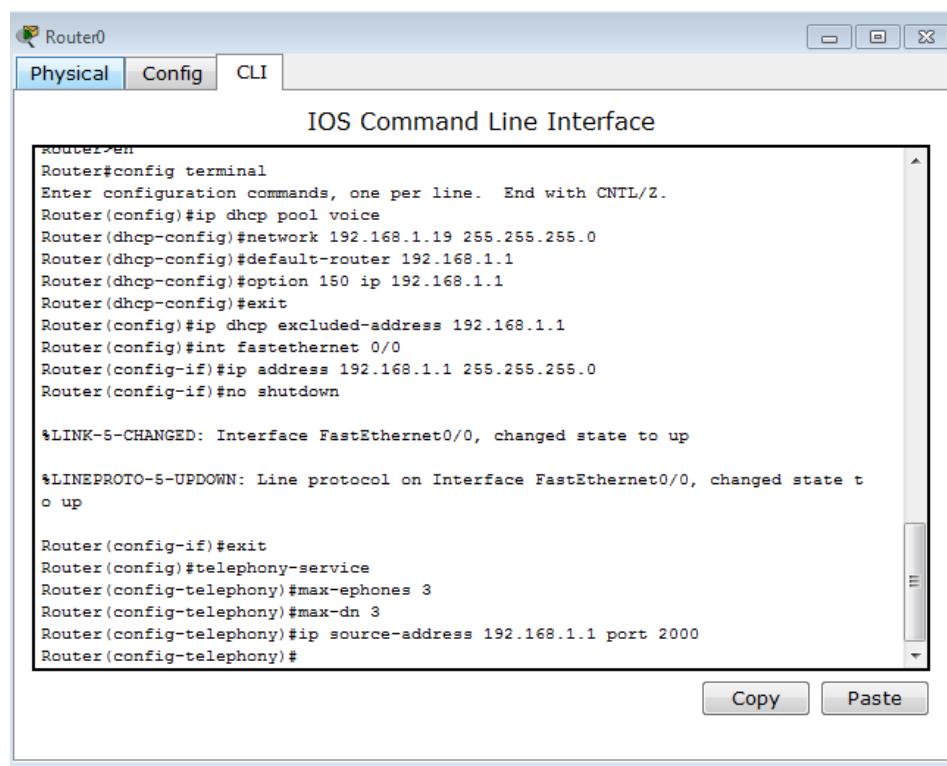 Router0
Physical Config CLI
IOS Command Line Interface
Router>en
Router#config terminal
Enter configuration commands, one per line.  End with CNTL/Z.
Router(config)#ip dhcp pool voice
Router(dhcp-config)#network 192.168.1.19 255.255.255.0
Router(dhcp-config)#default-router 192.168.1.1
Router(dhcp-config)#option 150 ip 192.168.1.1
Router(dhcp-config)#exit
Router(config)#ip dhcp excluded-address 192.168.1.1
Router(config)#int fastethernet 0/0
Router(config-if)#ip address 192.168.1.1 255.255.255.0
Router(config-if)#no shutdown
%LINK-5-CHANGED: Interface FastEthernet0/0, changed state to up
%LINEPROTO-5-UPDOWN: Line protocol on Interface FastEthernet0/0, changed state t
o up
Router(config-if)#exit
Router(config)#telephony-service
Router(config-telephony)#max-ephones 3
Router(config-telephony)#max-dn 3
Router(config-telephony)#ip source-address 192.168.1.1 port 2000
Router(config-telephony)#
Copy Paste